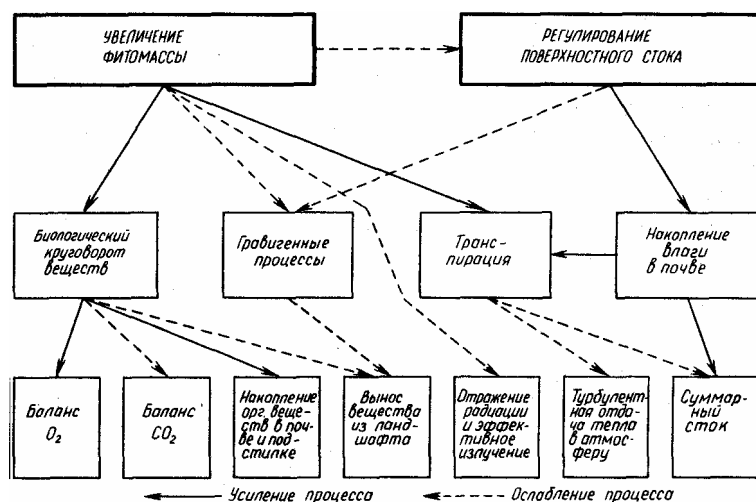 УВЕЛИЧЕНИЕ
ФИТОМАССЫ
РЕГУЛИРОВАНИЕ
ПОВЕРХНОСТНОГО СТОКА
Биологический
круговорот
веществ
Гравигенные
процессы
Транс-
пирация
Накопление
влаги
в почве
Баланс
O₂
Баланс
CO₂
Накопление
орг. веще-
ств в поч-
ве и под-
стилке
Вынос
вещества
из ланд-
шафта
Отражение
радиации
и эффек-
тивное
излучение
Турбулент-
ная отда-
ча тепла
в атмос-
феру
Суммар-
ный
сток
Усиление процесса
Ослабление процесса